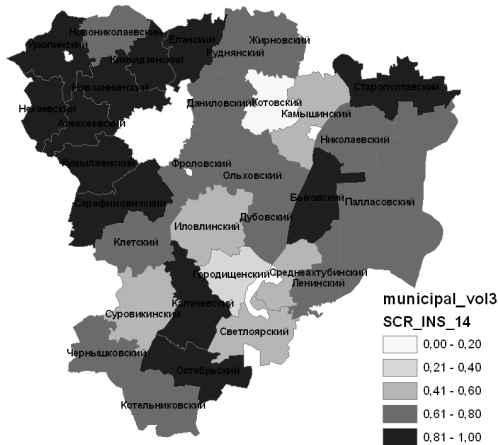 Новониколаевский
Урюпинский
Еланский
Жирновский
Руднянский
Киквидзенский
Новоаннинский
Старополтавский
Нехаевский
Даниловский
Котовский
Камышинский
Алексеевский
Николаевский
Кумылженский
Фроловский
Ольховский
Серафимовичский
Быковский
Палласовский
Дубовский
Иловлинский
Клетский
Городищенский
Среднеахтубинский
Ленинский
Калачевский
Суровикинский
Светлоярский
Чернышковский
Октябрьский
Котельниковский
municipal_vol3
SCR_INS_14
0,00 - 0,20
0,21 - 0,40
0,41 - 0,60
0,61 - 0,80
0,81 - 1,00